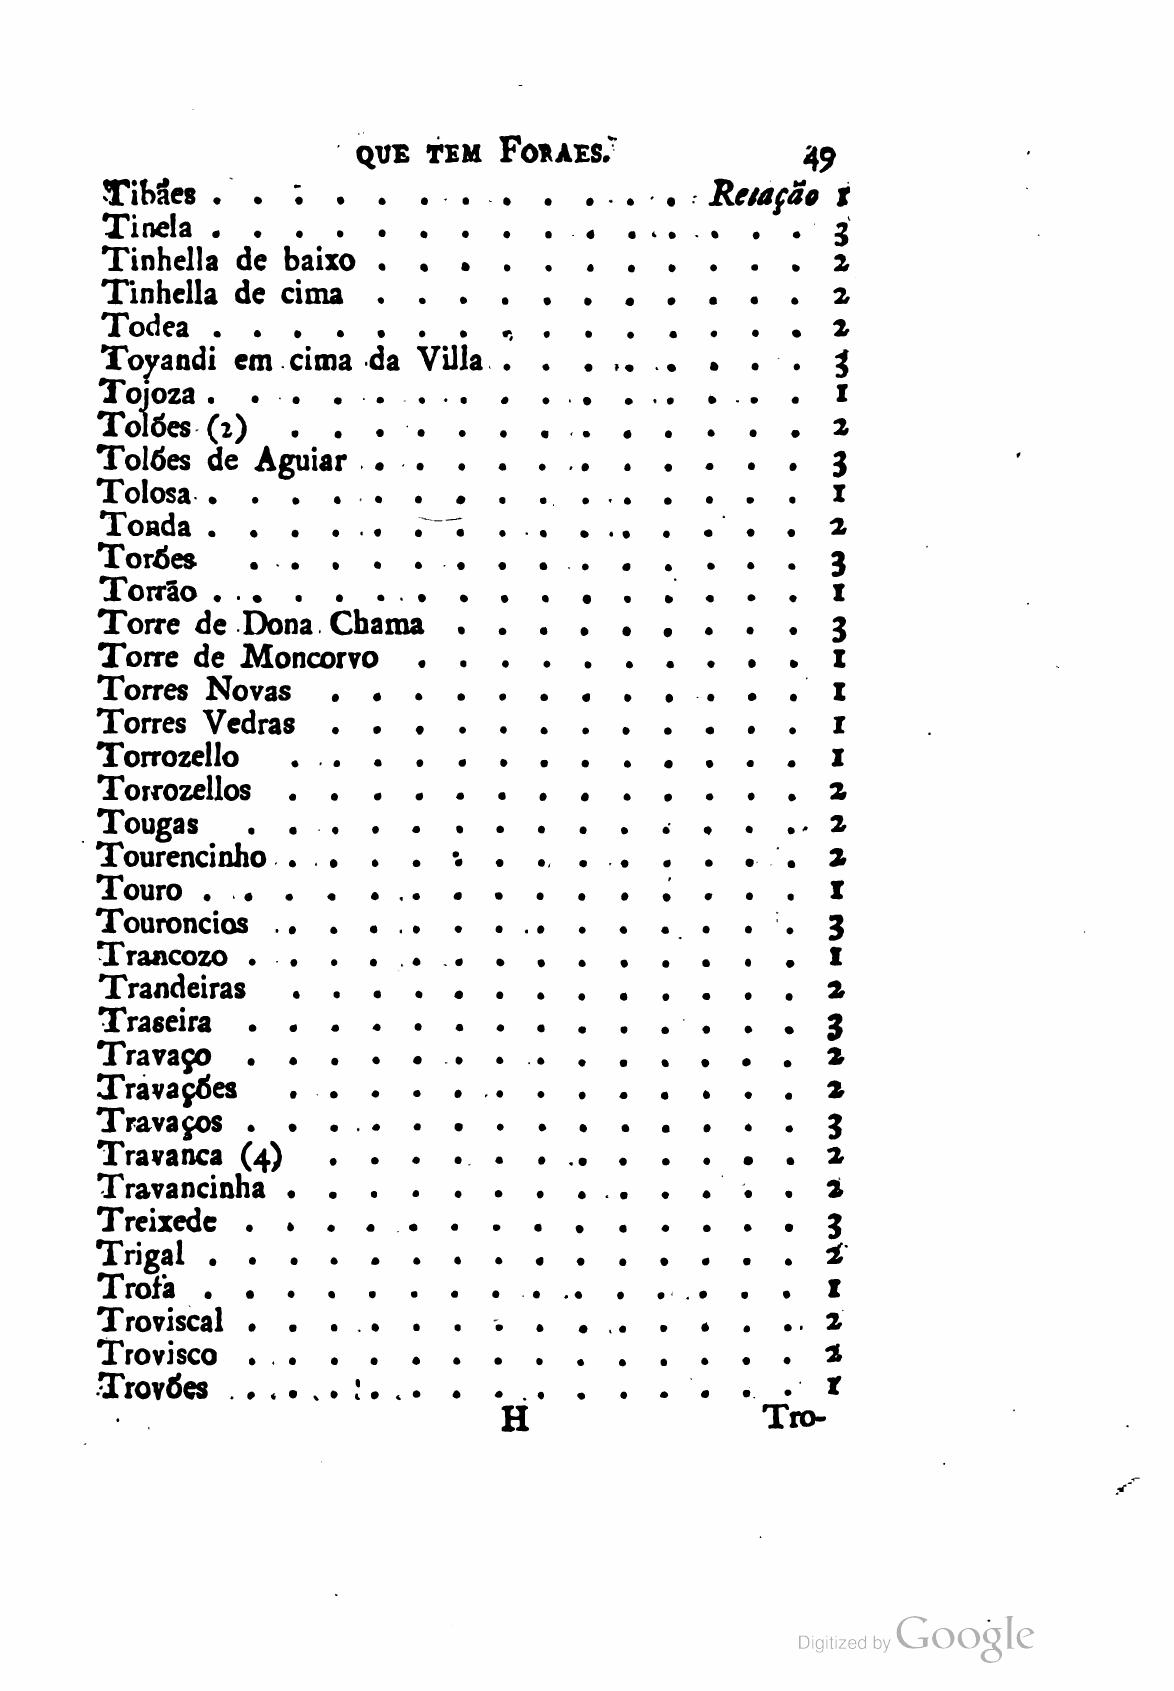 QUE TEM FORAES. 49
Tibães . . . . . . . . . . . . Relação 1
Tinela . . . . . . . . . . . . . . . 3
Tinhella de baixo . . . . . . . . . . . 2
Tinhella de cima . . . . . . . . . . . 2
Todea . . . . . . . . . . . . . . . 2
Toyandi em cima da Villa . . . . . . . . 3
Tojoza . . . . . . . . . . . . . . . 1
Tolões (2) . . . . . . . . . . . . . 2
Tolões de Aguiar . . . . . . . . . . . 3
Tolosa . . . . . . . . . . . . . . . 1
Tonda . . . . . . . . . . . . . . . 2
Torões . . . . . . . . . . . . . . 3
Torrão . . . . . . . . . . . . . . . 1
Torre de Dona Chama . . . . . . . . . 3
Torre de Moncorvo . . . . . . . . . . 1
Torres Novas . . . . . . . . . . . . 1
Torres Vedras . . . . . . . . . . . . 1
Torrozello . . . . . . . . . . . . . 1
Torrozellos . . . . . . . . . . . . . 2
Tougas . . . . . . . . . . . . . . 2
Tourencinho . . . . . . . . . . . . . 2
Touro . . . . . . . . . . . . . . . 1
Touroncios . . . . . . . . . . . . . 3
Trancozo . . . . . . . . . . . . . . 1
Trandeiras . . . . . . . . . . . . . 2
Traseira . . . . . . . . . . . . . . 3
Travaço . . . . . . . . . . . . . . 2
Travações . . . . . . . . . . . . . 2
Travaços . . . . . . . . . . . . . . 3
Travanca (4) . . . . . . . . . . . . 2
Travancinha . . . . . . . . . . . . . 2
Treixede . . . . . . . . . . . . . . 3
Trigal . . . . . . . . . . . . . . . 2
Trofa . . . . . . . . . . . . . . . 1
Troviscal . . . . . . . . . . . . . . 2
Trovisco . . . . . . . . . . . . . . 2
Trovões . . . . . . . . . . . . . . 1
H Tro-
Digitized by Google